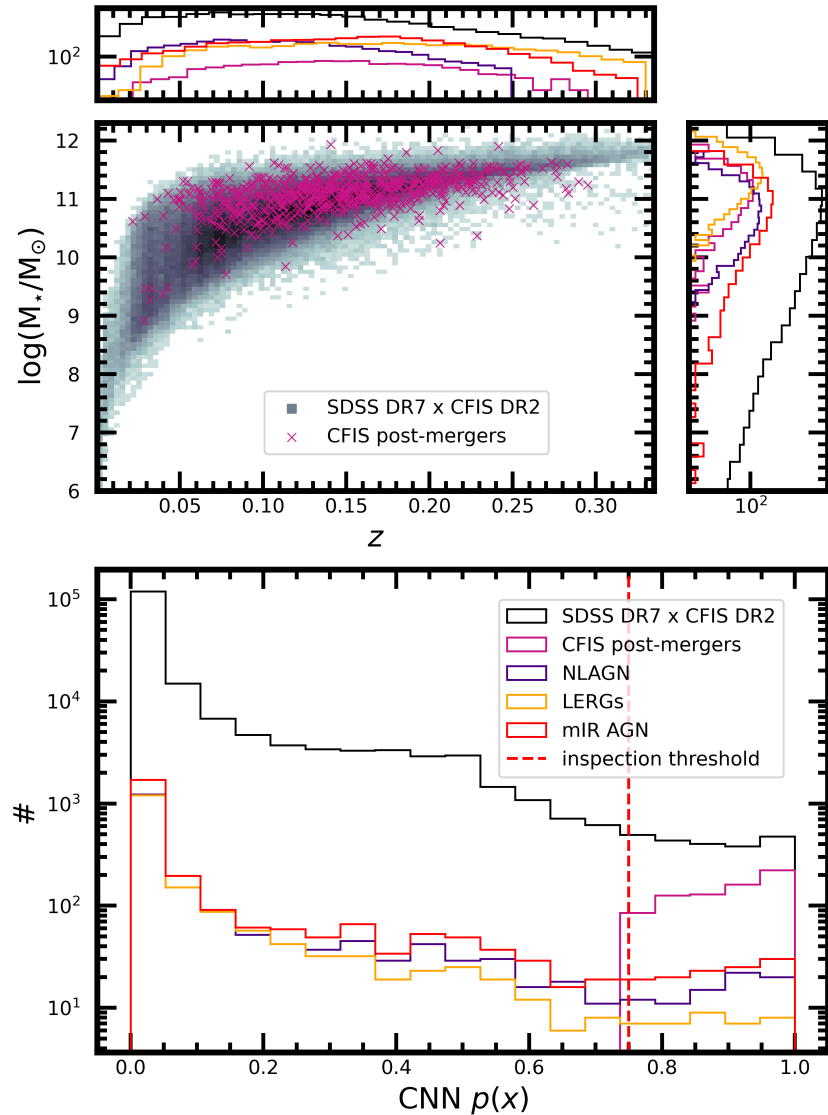 10²
12
11
10
9
8
7
6
log(M⋆/M⊙)
SDSS DR7 x CFIS DR2
CFIS post-mergers
0.05 0.10 0.15 0.20 0.25 0.30
z
10²
10⁵
10⁴
10³
10²
10¹
#
SDSS DR7 x CFIS DR2
CFIS post-mergers
NLAGN
LERGs
mIR AGN
inspection threshold
0.0 0.2 0.4 0.6 0.8 1.0
CNN p(x)